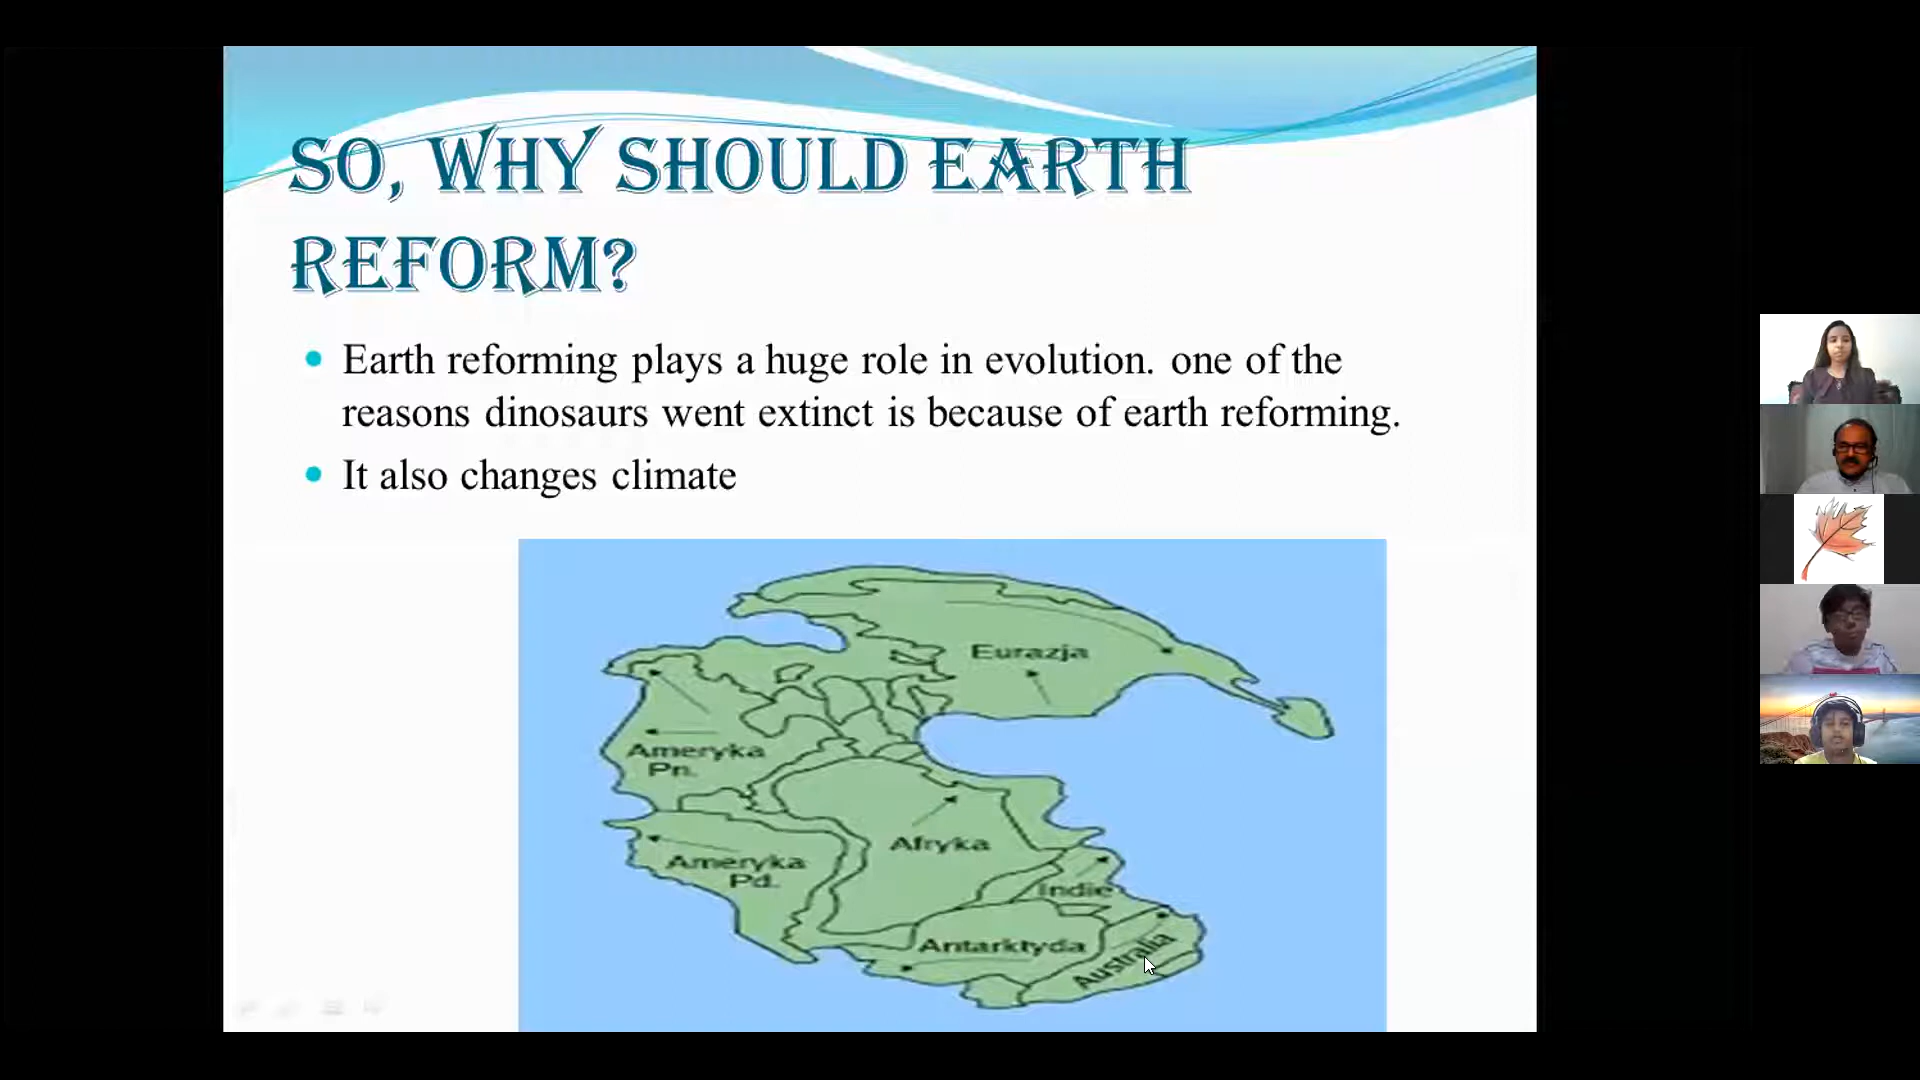 SO, WHY SHOULD EARTH
REFORM?
Earth reforming plays a huge role in evolution. one of the
reasons dinosaurs went extinct is because of earth reforming.
It also changes climate
Eurazja
Ameryka
Pn.
Afryka
Ameryka
Pd.
Indie
Antarktyda
Australia